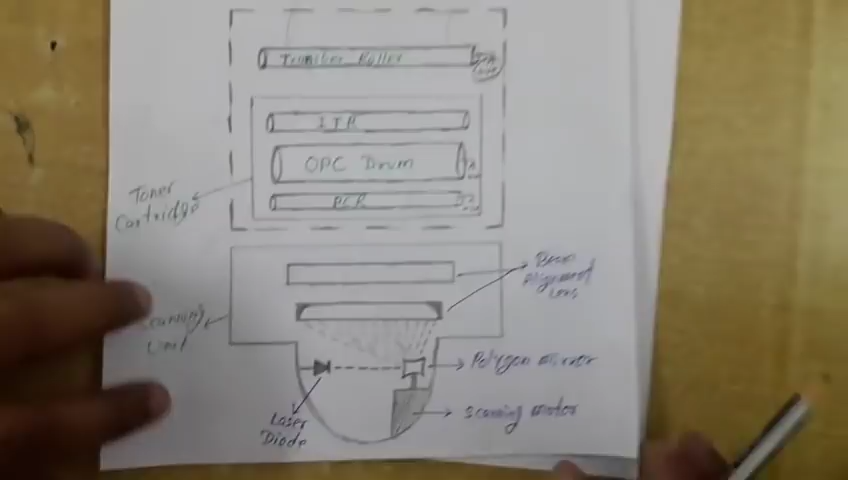 Transfer Roller
ITR
OPC Drum
PCR
Toner
Cartridge
Beam
Alignment
Lens
Scanning
Unit
Polygon mirror
Scanning motor
Laser
Diode